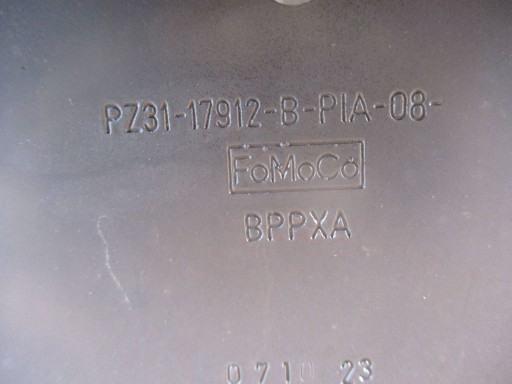 PZ31-17912-B-PIA-08-
FoMoCo
BPPXA
0710 23